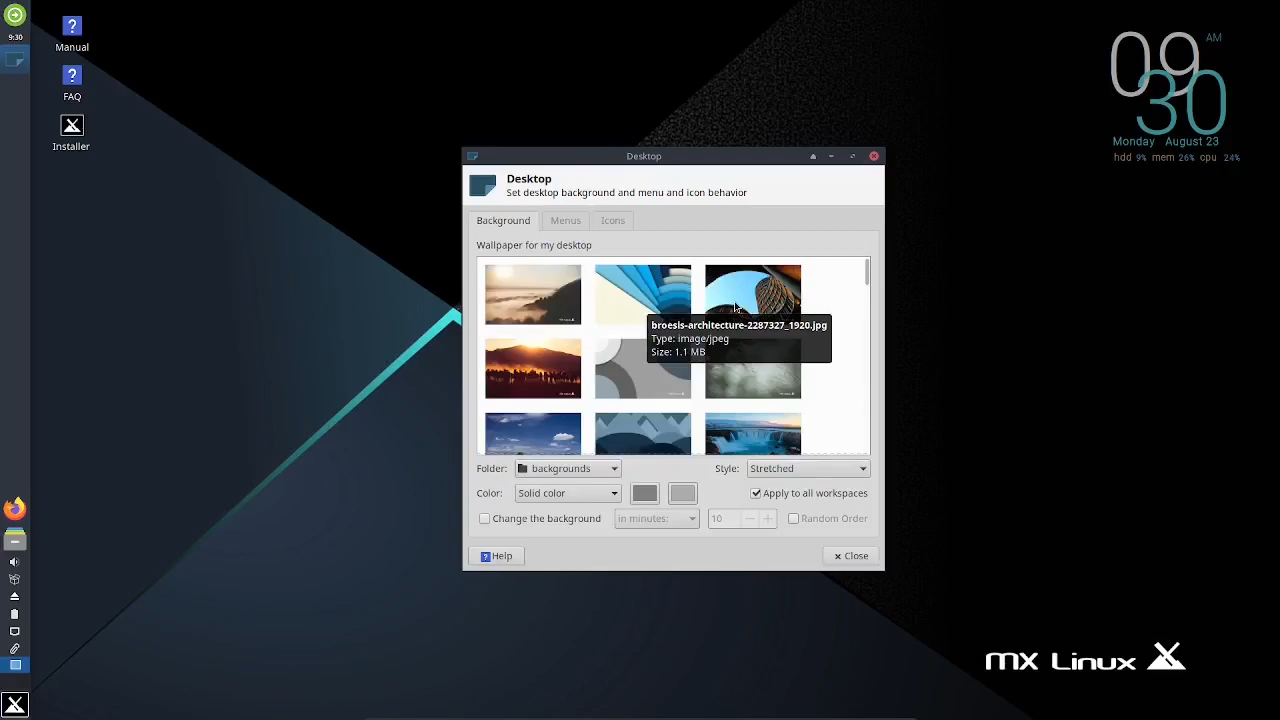 9:30
Manual
FAQ
Installer
09 AM
30
Monday August 23
hdd 9% mem 26% cpu 24%
Desktop
Desktop
Set desktop background and menu and icon behavior
Background Menus Icons
Wallpaper for my desktop
broesis-architecture-2287327_1920.jpg
Type: image/jpeg
Size: 1.1 MB
Folder: backgrounds Style: Stretched
Color: Solid color Apply to all workspaces
Change the background in minutes: 10 Random Order
Help Close
MX Linux